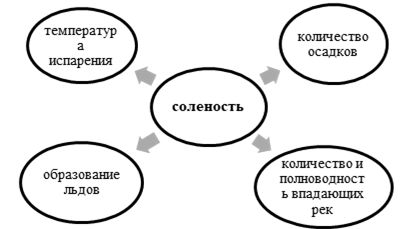 температур
а
испарения
количество
осадков
соленость
образование
льдов
количество и
полноводност
ь впадающих
рек